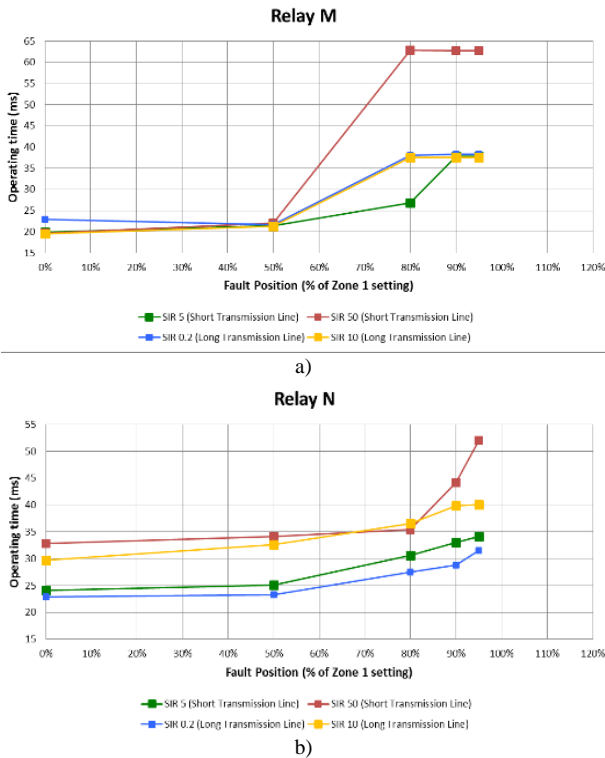 Relay M
65
60
55
50
45
40
35
30
25
20
15
Operating time (ms)
0% 10% 20% 30% 40% 50% 60% 70% 80% 90% 100% 110% 120%
Fault Position (% of Zone 1 setting)
SIR 5 (Short Transmission Line) SIR 50 (Short Transmission Line)
SIR 0.2 (Long Transmission Line) SIR 10 (Long Transmission Line)
a)
Relay N
55
50
45
40
35
30
25
20
15
Operating time (ms)
0% 10% 20% 30% 40% 50% 60% 70% 80% 90% 100% 110% 120%
Fault Position (% of Zone 1 setting)
SIR 5 (Short Transmission Line) SIR 50 (Short Transmission Line)
SIR 0.2 (Long Transmission Line) SIR 10 (Long Transmission Line)
b)